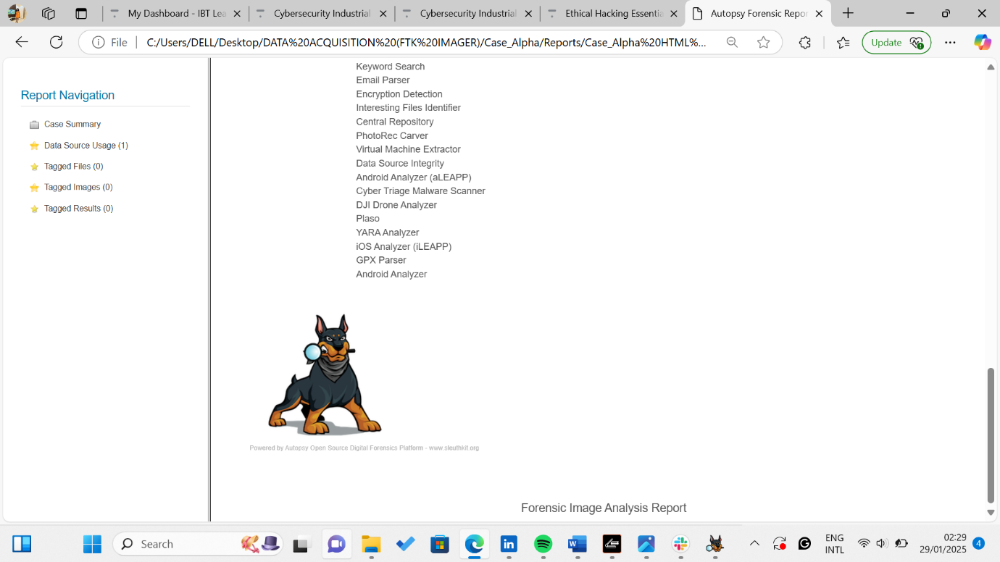 My Dashboard - IBT Lea
Cybersecurity Industrial
Cybersecurity Industrial
Ethical Hacking Essentia
Autopsy Forensic Repor
File
C:/Users/DELL/Desktop/DATA%20ACQUISITION%20(FTK%20IMAGER)/Case_Alpha/Reports/Case_Alpha%20HTML%...
Update
Report Navigation
Case Summary
Data Source Usage (1)
Tagged Files (0)
Tagged Images (0)
Tagged Results (0)
Keyword Search
Email Parser
Encryption Detection
Interesting Files Identifier
Central Repository
PhotoRec Carver
Virtual Machine Extractor
Data Source Integrity
Android Analyzer (aLEAPP)
Cyber Triage Malware Scanner
DJI Drone Analyzer
Plaso
YARA Analyzer
iOS Analyzer (iLEAPP)
GPX Parser
Android Analyzer
Powered by Autopsy Open Source Digital Forensics Platform - www.sleuthkit.org
Forensic Image Analysis Report
Search
ENG
INTL
02:29
29/01/2025
4